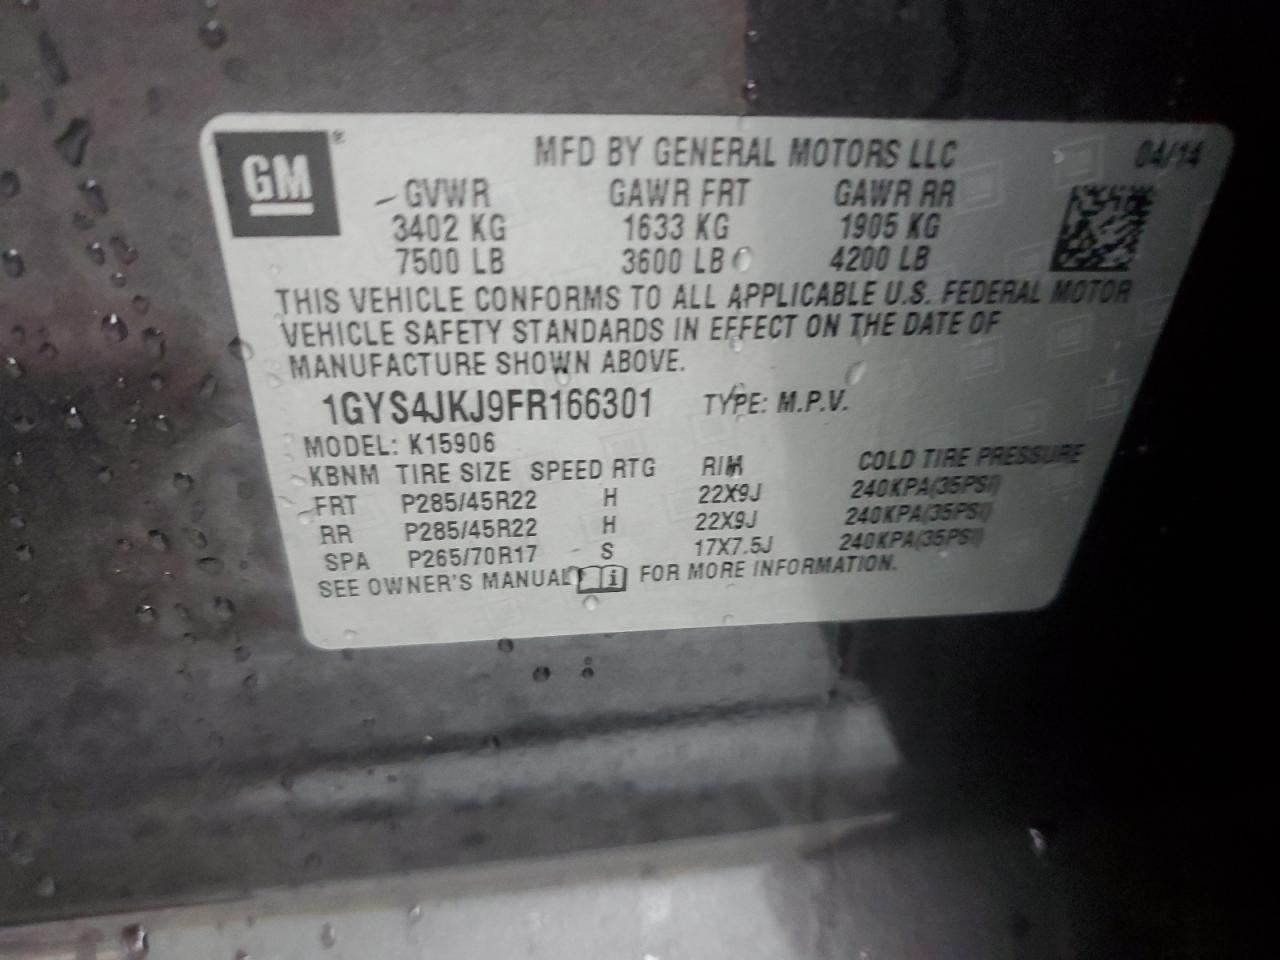 GM ®
MFD BY GENERAL MOTORS LLC 04/14
GVWR GAWR FRT GAWR RR
3402 KG 1633 KG 1905 KG
7500 LB 3600 LB 4200 LB
THIS VEHICLE CONFORMS TO ALL APPLICABLE U.S. FEDERAL MOTOR
VEHICLE SAFETY STANDARDS IN EFFECT ON THE DATE OF
MANUFACTURE SHOWN ABOVE.
1GYS4JKJ9FR166301 TYPE: M.P.V.
MODEL: K15906
KBNM TIRE SIZE SPEED RTG RIM COLD TIRE PRESSURE
FRT P285/45R22 H 22X9J 240KPA(35PSI)
RR P285/45R22 H 22X9J 240KPA(35PSI)
SPA P265/70R17 S 17X7.5J 240KPA(35PSI)
SEE OWNER'S MANUAL i FOR MORE INFORMATION.